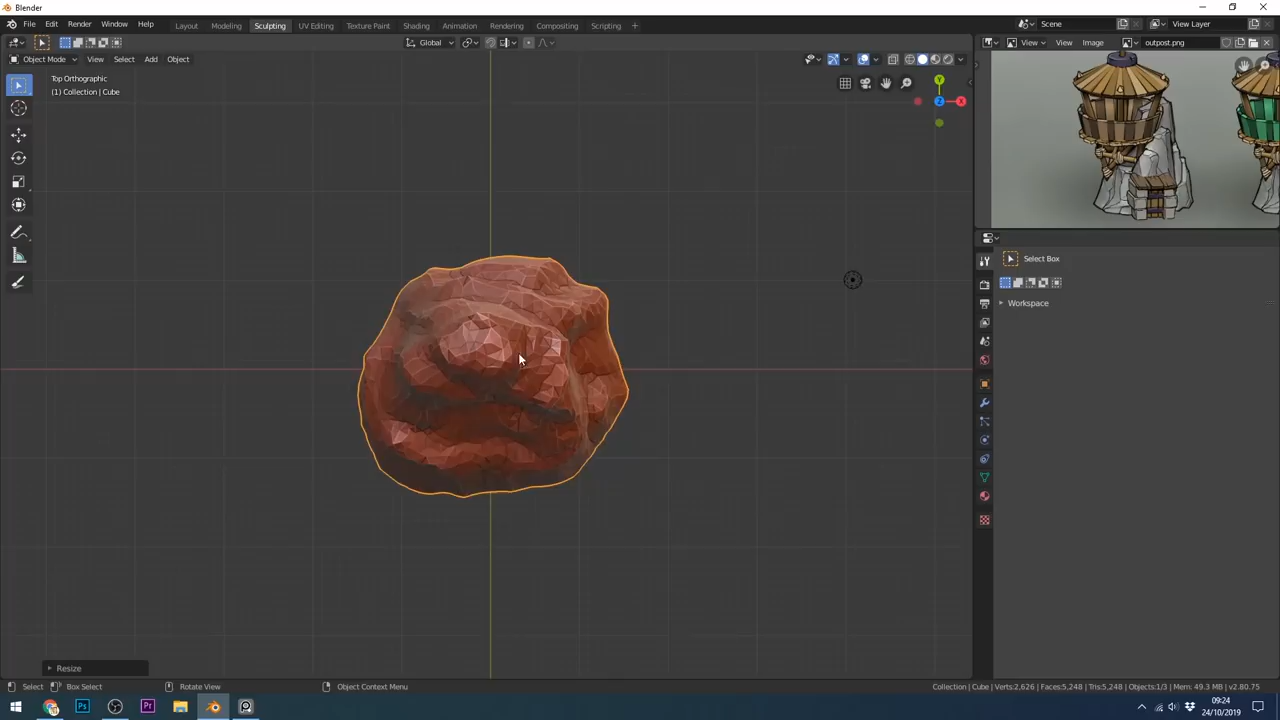 Blender
File Edit Render Window Help
Layout Modeling Sculpting UV Editing Texture Paint Shading Animation Rendering Compositing Scripting +
Scene
View Layer
Global
View View Image outpost.png
Object Mode View Select Add Object
Top Orthographic
(1) Collection | Cube
Y
Z
X
Select Box
Workspace
Resize
Select Box Select Rotate View Object Context Menu
Collection | Cube | Verts:2,626 | Faces:5,248 | Tris:5,248 | Objects:1/3 | Mem: 49.3 MB | v2.80.75
Ps
Pr
09:24
24/10/2019